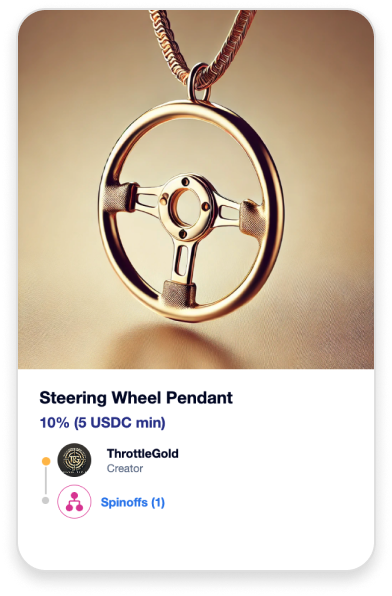 Steering Wheel Pendant
10% (5 USDC min)
ThrottleGold
Creator
Spinoffs (1)